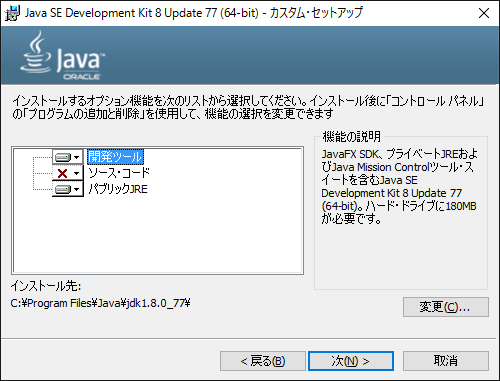 Java SE Development Kit 8 Update 77 (64-bit) - カスタム・セットアップ
Java
ORACLE
インストールするオプション機能を次のリストから選択してください。インストール後に「コントロール パネル」
の「プログラムの追加と削除」を使用して、機能の選択を変更できます
開発ツール
ソース・コード
パブリックJRE
機能の説明
JavaFX SDK、プライベートJREおよ
びJava Mission Controlツール・ス
イートを含むJava SE
Development Kit 8 Update 77
(64-bit)。ハード・ドライブに180MB
が必要です。
インストール先:
C:¥Program Files¥Java¥jdk1.8.0_77¥
変更(C)...
< 戻る(B)
次(N) >
取消